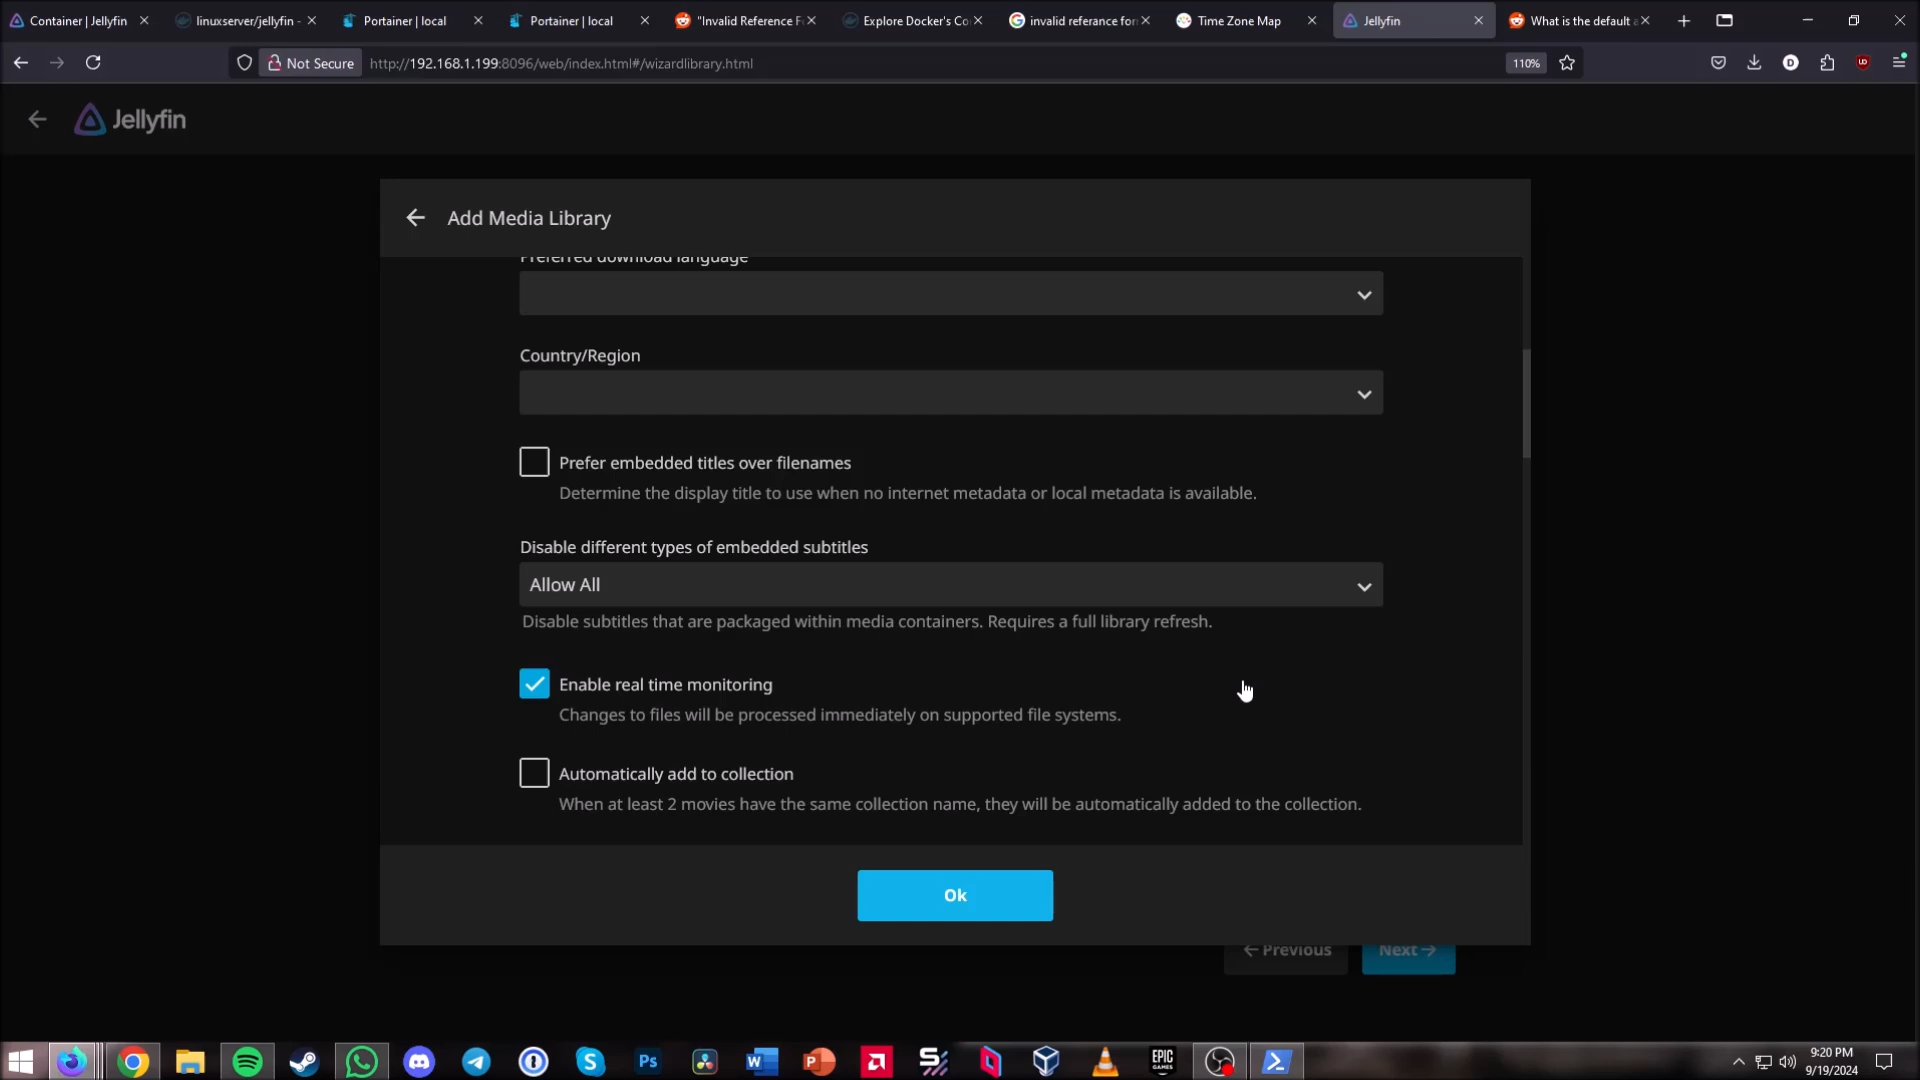 Container | Jellyfin
linuxserver/jellyfin -
Portainer | local
Portainer | local
"Invalid Reference F
Explore Docker's Co
invalid referance for
Time Zone Map
Jellyfin
What is the default
Not Secure
http://192.168.1.199:8096/web/index.html#/wizardlibrary.html
110%
Jellyfin
Add Media Library
Preferred download language
Country/Region
Prefer embedded titles over filenames
Determine the display title to use when no internet metadata or local metadata is available.
Disable different types of embedded subtitles
Allow All
Disable subtitles that are packaged within media containers. Requires a full library refresh.
Enable real time monitoring
Changes to files will be processed immediately on supported file systems.
Automatically add to collection
When at least 2 movies have the same collection name, they will be automatically added to the collection.
Ok
Previous
Next
Ps
W
P
EPIC
GAMES
9:20 PM
9/19/2024